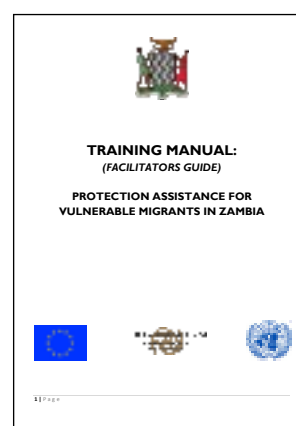 TRAINING MANUAL:
(FACILITATORS GUIDE)
PROTECTION ASSISTANCE FOR
VULNERABLE MIGRANTS IN ZAMBIA
1 | Page